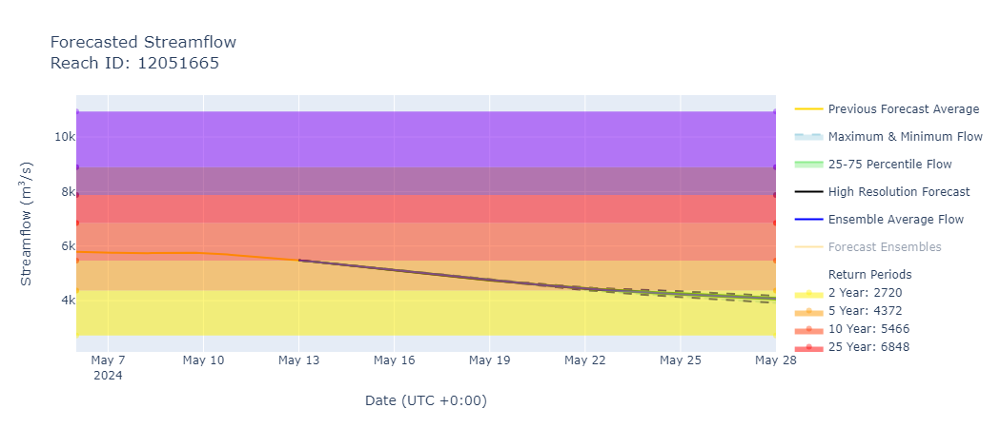 Forecasted Streamflow
Reach ID: 12051665
Streamflow (m³/s)
10k
8k
6k
4k
May 7
2024
May 10
May 13
May 16
May 19
May 22
May 25
May 28
Date (UTC +0:00)
Previous Forecast Average
Maximum & Minimum Flow
25-75 Percentile Flow
High Resolution Forecast
Ensemble Average Flow
Forecast Ensembles
Return Periods
2 Year: 2720
5 Year: 4372
10 Year: 5466
25 Year: 6848